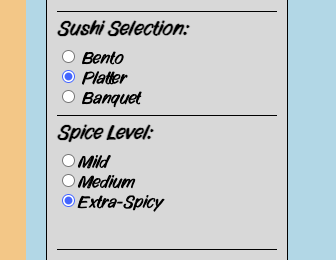 Sushi Selection:
Bento
Platter
Banquet
Spice Level:
Mild
Medium
Extra-Spicy